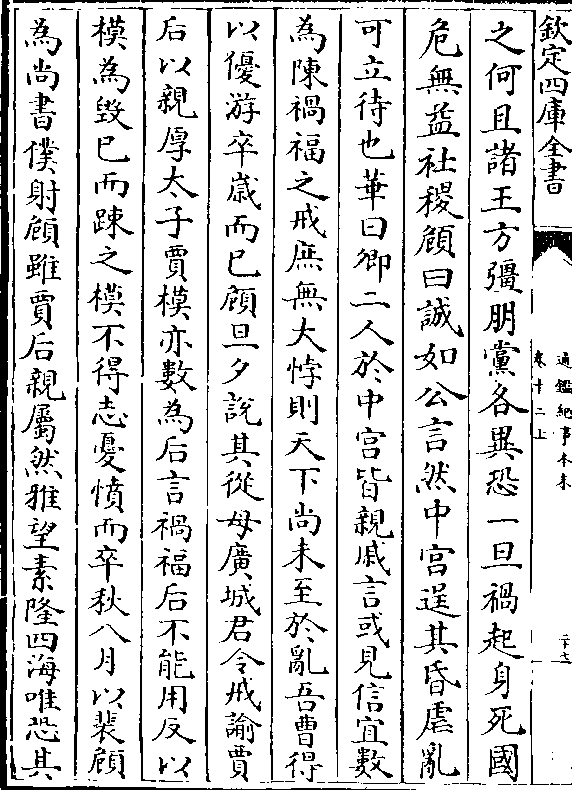 欽定四庫全書
通鑑紀事本末
卷十二上
之何且諸王方彊朋黨各異恐一旦禍起身死國
危無益社稷頠曰誠如公言然中宫逞其昏虐亂
可立待也華曰卿二人於中宫皆親戚言或見信宜數
為陳禍福之戒庶無大悖則天下尚未至於亂吾曹得
以優游卒歲而已頠旦夕說其從母廣城君令戒諭賈
后以親厚太子賈模亦數為后言禍福后不能用反以
模為毁已而踈之模不得志憂憤而卒秋八月以裴頠
為尚書僕射頠雖賈后親屬然雅望素隆四海唯恐其